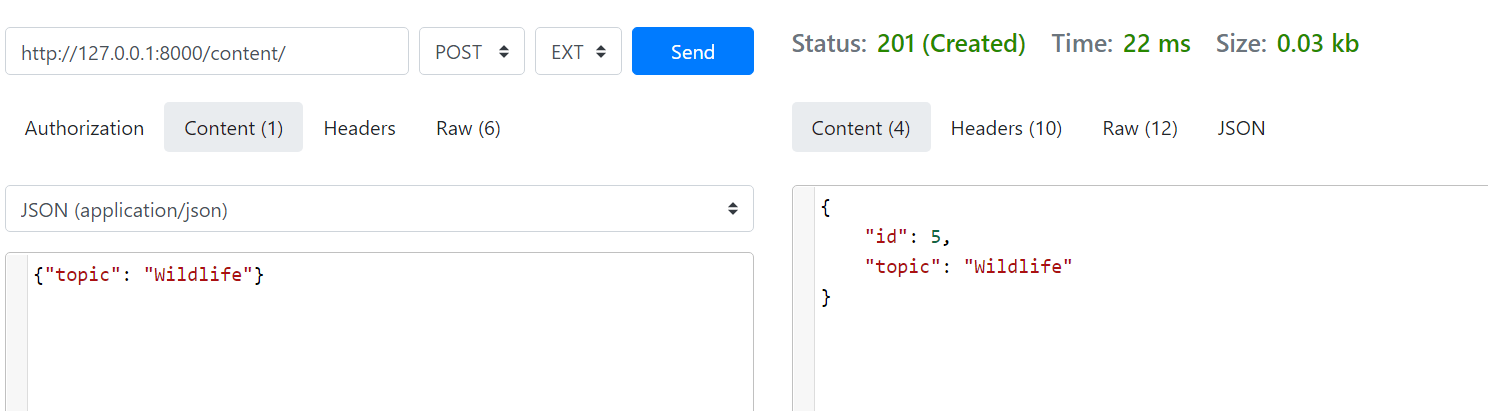 http://127.0.0.1:8000/content/ POST EXT Send
Authorization Content (1) Headers Raw (6)
JSON (application/json)
{"topic": "Wildlife"}
Status: 201 (Created) Time: 22 ms Size: 0.03 kb
Content (4) Headers (10) Raw (12) JSON
{
"id": 5,
"topic": "Wildlife"
}